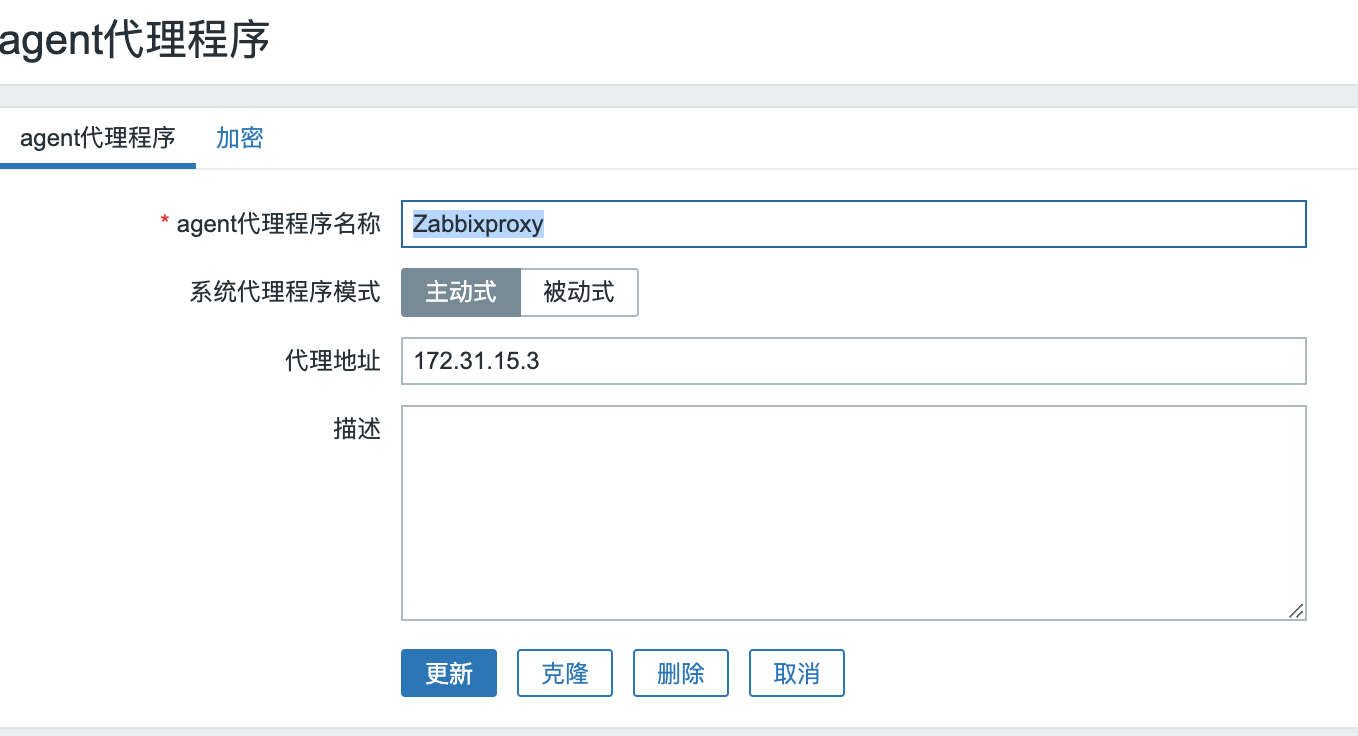 agent代理程序
agent代理程序 加密
* agent代理程序名称 Zabbixproxy
系统代理程序模式 主动式 被动式
代理地址 172.31.15.3
描述
更新 克隆 删除 取消